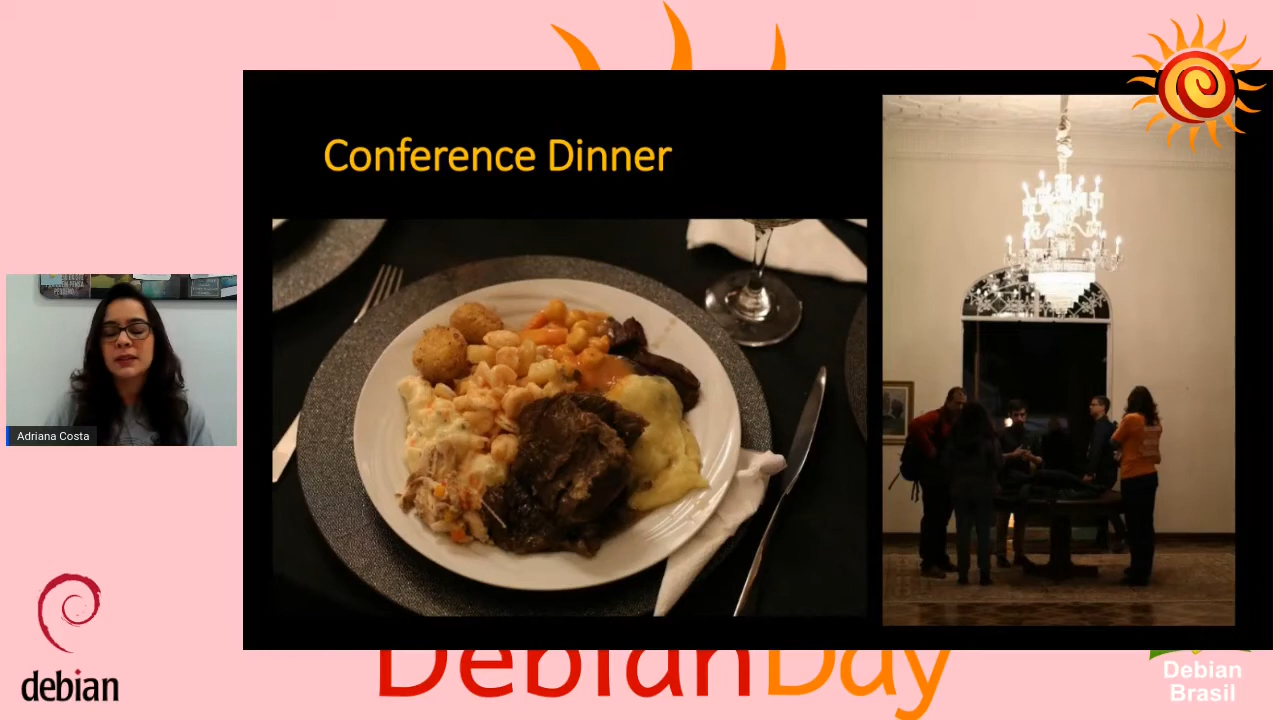 Conference Dinner
Adriana Costa
debian
DebianDay
Debian
Brasil